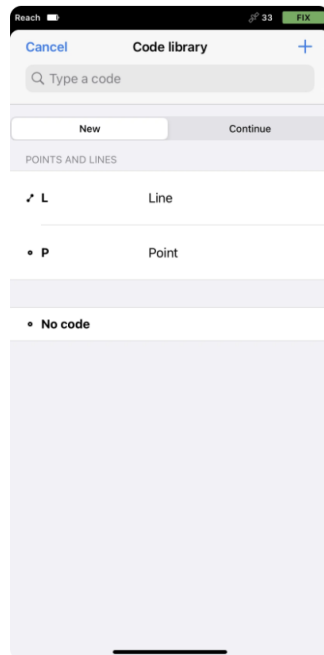 Reach 33 FIX
Cancel Code library +
Type a code
New Continue
POINTS AND LINES
L Line
P Point
No code